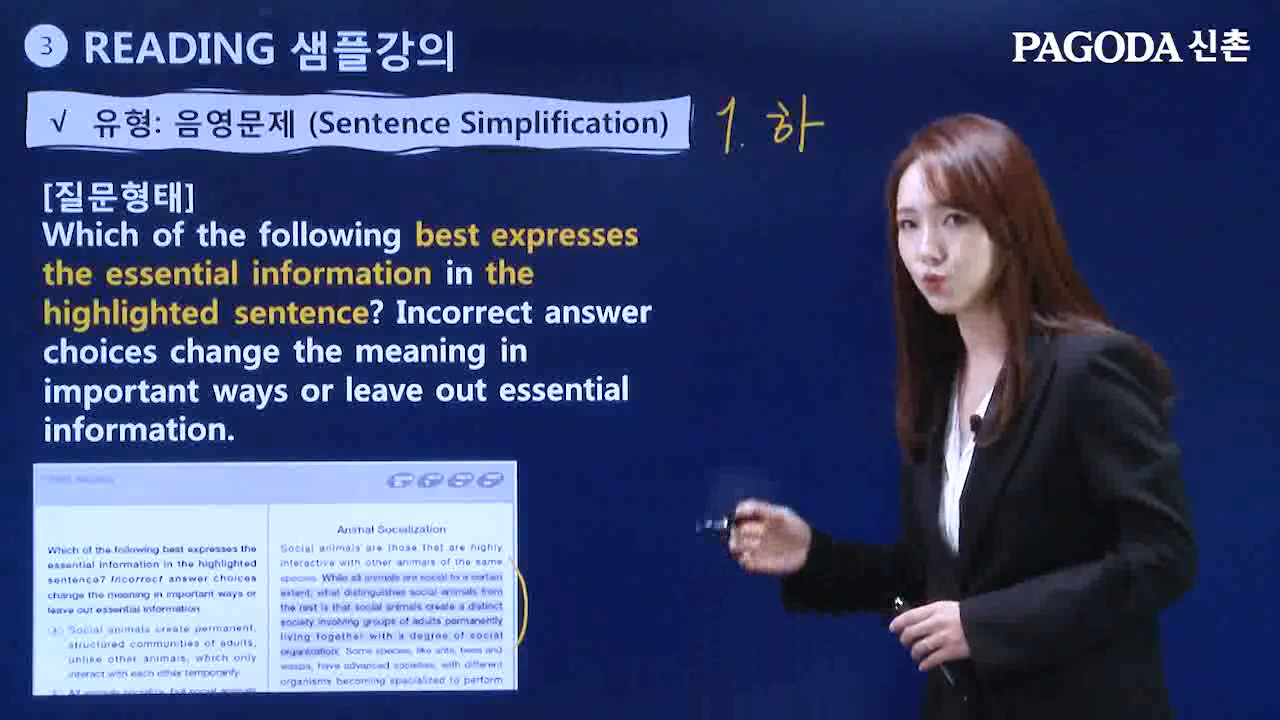 3 READING 샘플강의
PAGODA 신촌
√ 유형: 음영문제 (Sentence Simplification)
1. 하
[질문형태]
Which of the following best expresses
the essential information in the
highlighted sentence? Incorrect answer
choices change the meaning in
important ways or leave out essential
information.
Which of the following best expresses the
essential information in the highlighted
sentence? Incorrect answer choices
change the meaning in important ways or
leave out essential information
Social animals create permanent,
structured communities of adults,
unlike other animals, which only
interact with each other temporarily.
All animals socialize, but social animals
Animal Socialization
Social animals are those that are highly
interactive with other animals of the same
species. While all animals are social to a certain
extent, what distinguishes social animals from
the rest is that social animals create a distinct
society involving groups of adults permanently
living together with a degree of social
organization. Some species, like ants, bees and
wasps, have advanced societies, with different
organisms becoming specialized to perform